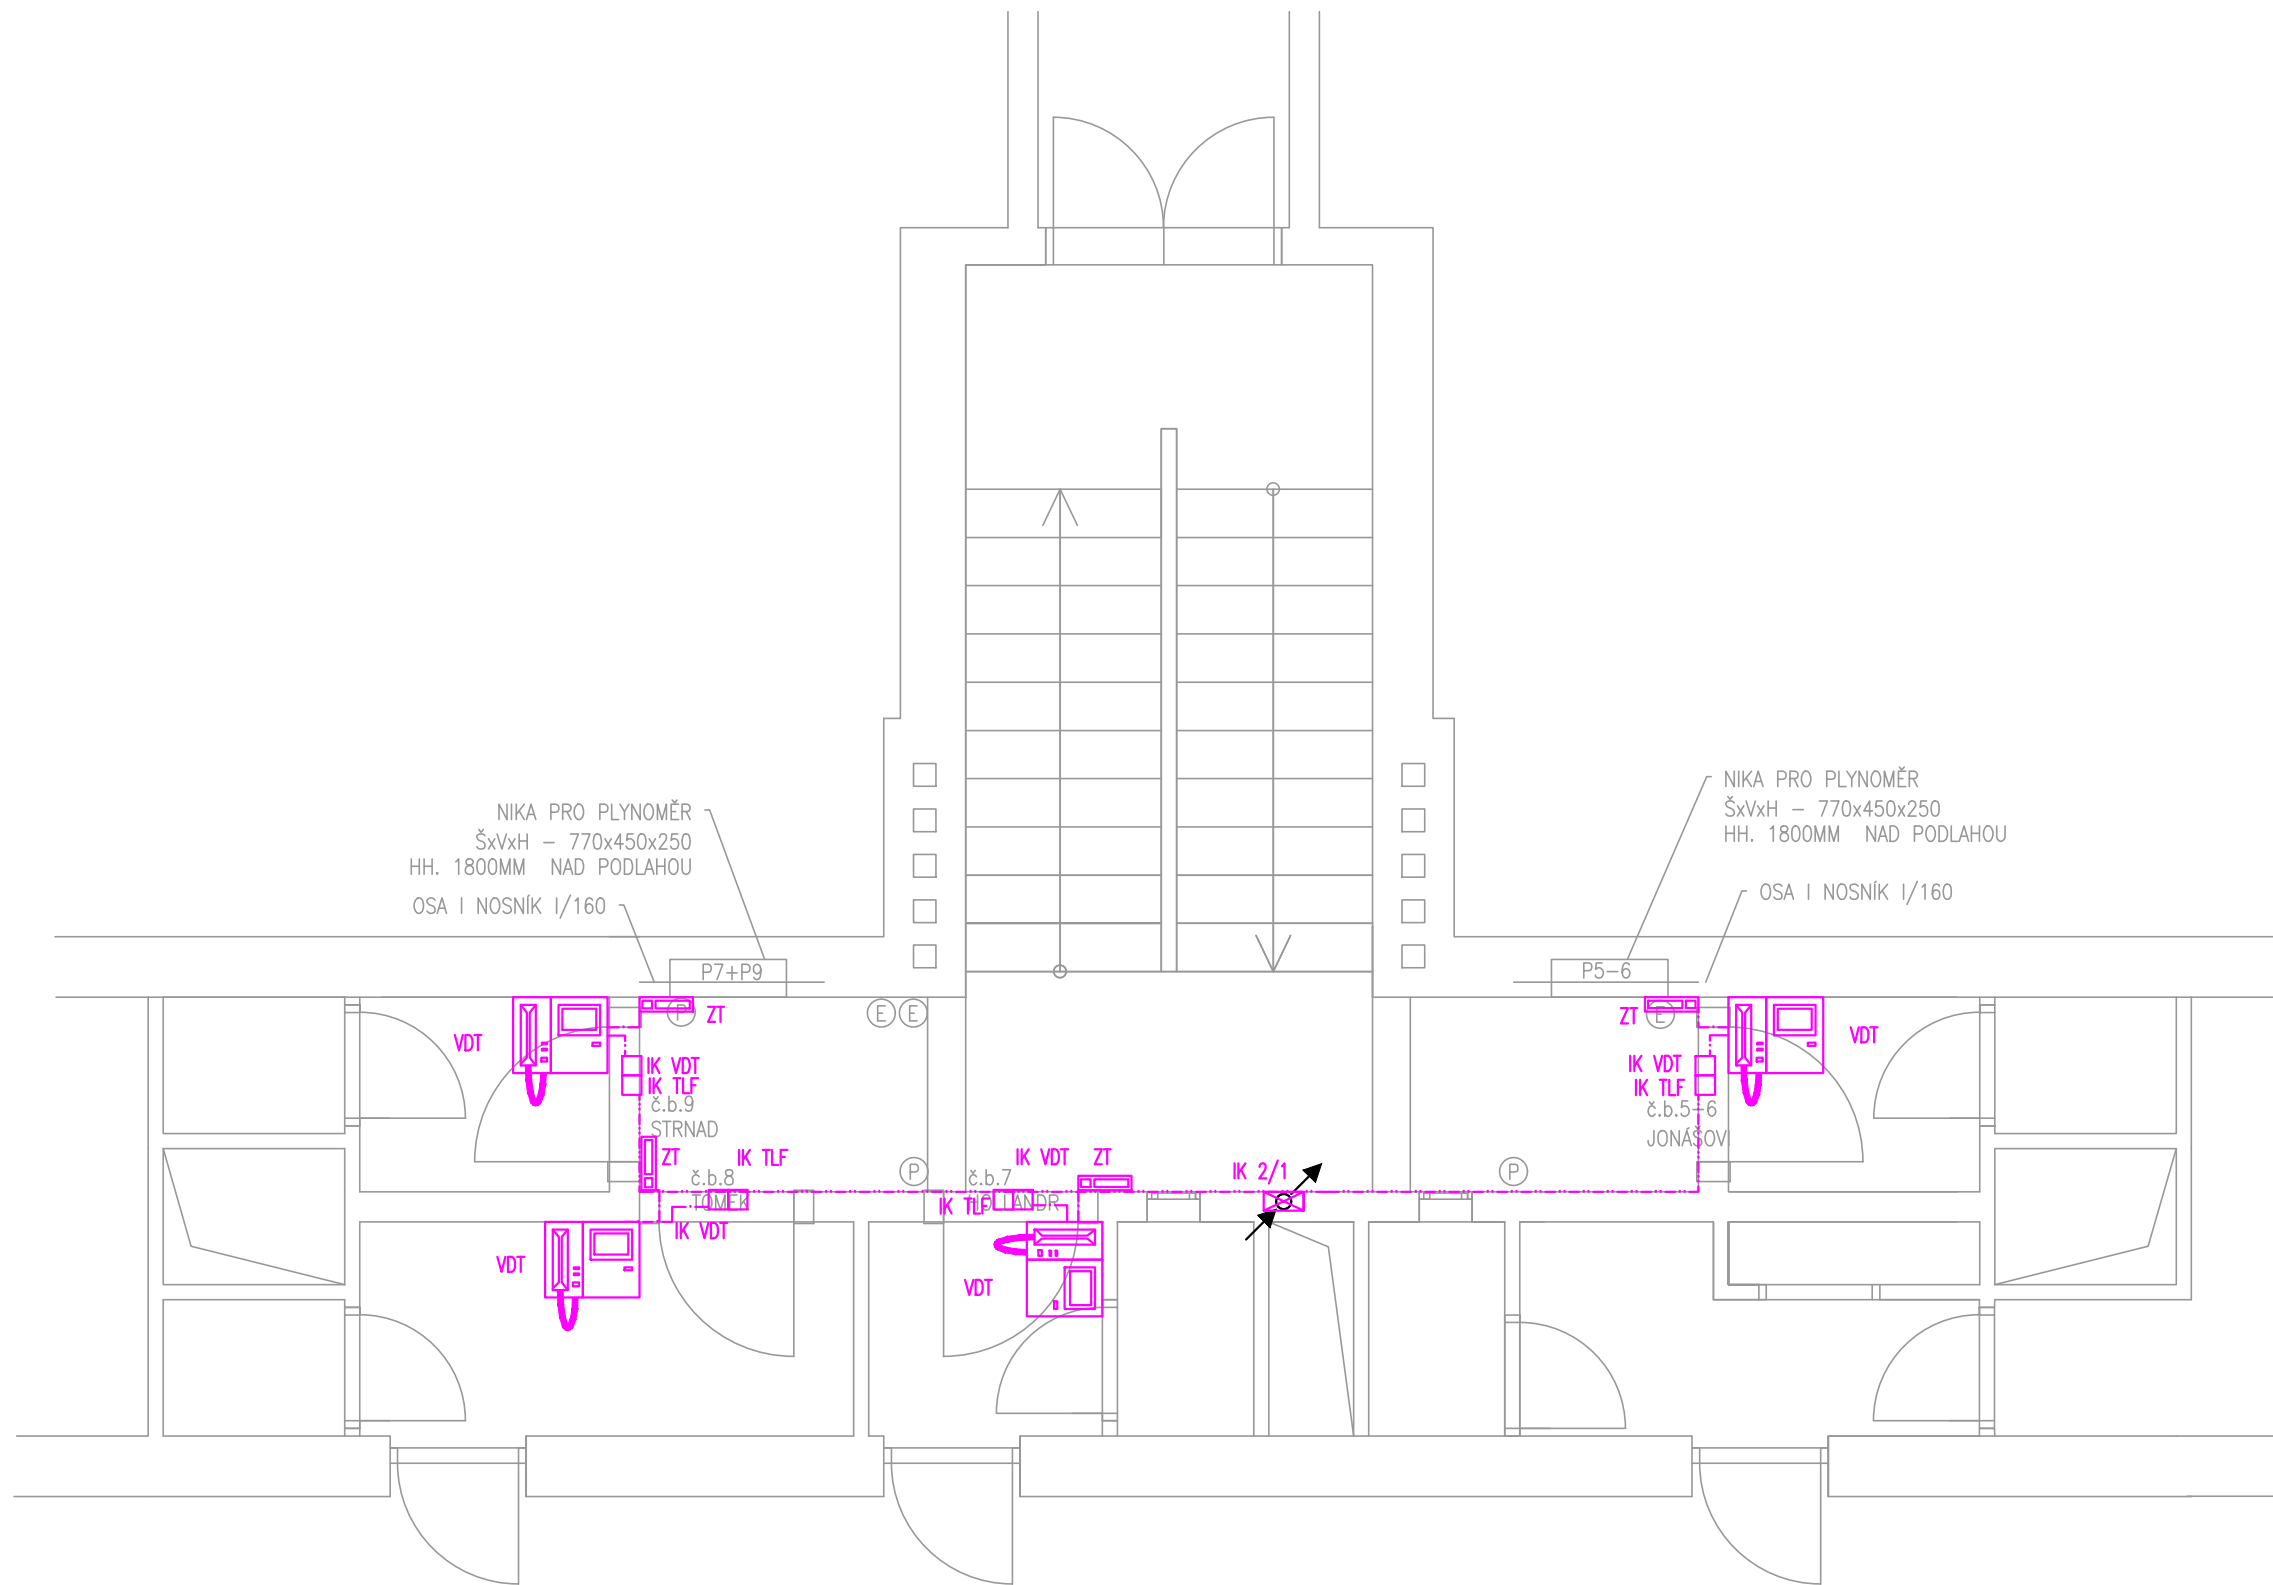 NIKA PRO PLYNOMĚR
ŠxVxH – 770x450x250
HH. 1800MM NAD PODLAHOU
OSA I NOSNÍK I/160
NIKA PRO PLYNOMĚR
ŠxVxH – 770x450x250
HH. 1800MM NAD PODLAHOU
OSA I NOSNÍK I/160
P7+P9
P5-6
P
ZT
E
E
ZT
E
VDT
VDT
IK VDT
IK TLF
č.b.9
STRNAD
IK VDT
IK TLF
č.b.5-6
JONÁŠOVI
ZT
IK TLF
č.b.8
TOMEK
P
č.b.7
HOLLANDR
IK VDT
ZT
IK TLF
IK 2/1
P
IK VDT
VDT
VDT